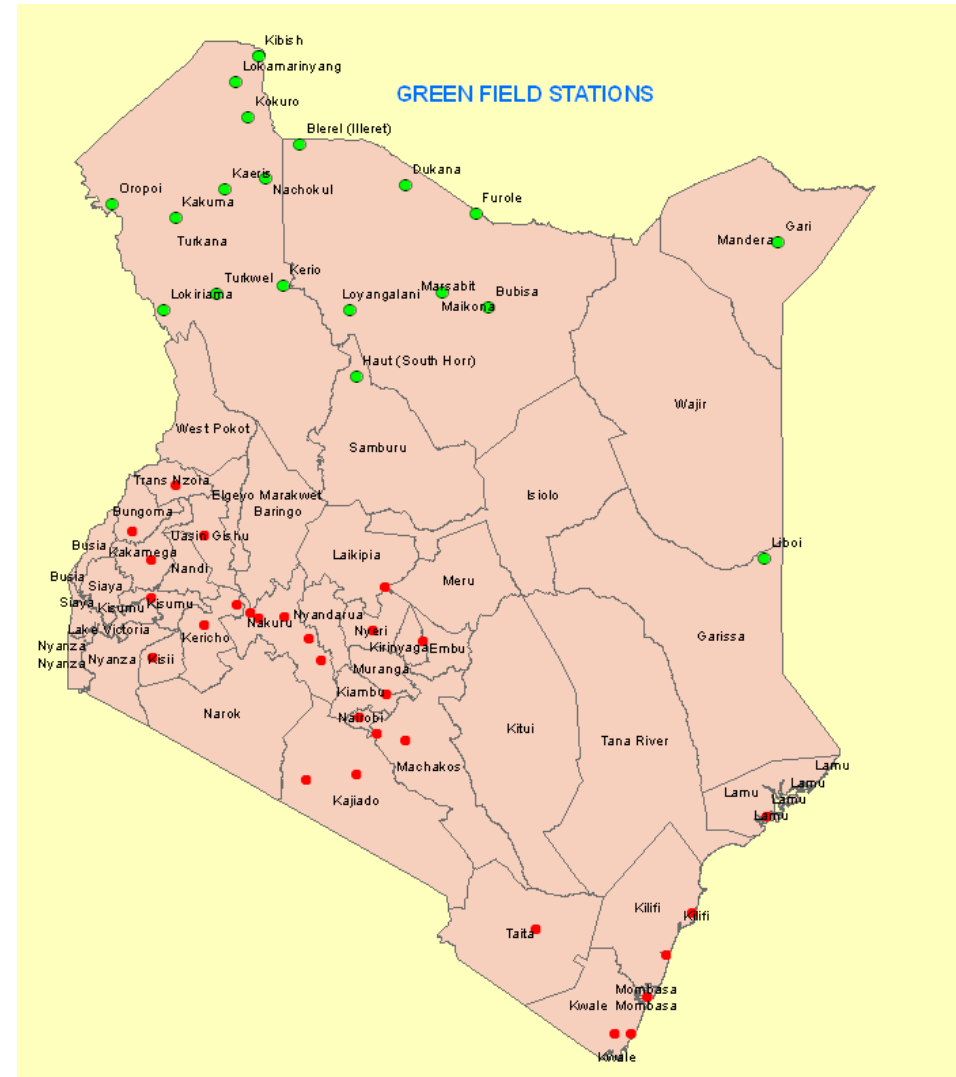 Kibish
Lokamarinyang
GREEN FIELD STATIONS
Kokuro
Blerel (Illeret)
Kaeris
Dukana
Oropoi
Nachokul
Kakuma
Furole
Gari
Turkana
Mandera
Kerio
Turkwel
Marsabit
Bubisa
Lokiriama
Loyangalani
Maikona
Haut (South Horr)
Wajir
West Pokot
Samburu
Trans Nzoia
Elgeyo Marakwet
Isiolo
Bungoma
Baringo
Uasin Gishu
Liboi
Busia
Kakamega
Laikipia
Nandi
Busia
Meru
Siaya
Siaya
Kisumu
Kisumu
Nyandarua
Nakuru
Lake Victoria
Kericho
Nyeri
Garissa
Nyanza
Kirinyaga
Embu
Nyanza
Nyanza
Kisii
Muranga
Kiambu
Narok
Nairobi
Kitui
Tana River
Machakos
Lamu
Lamu
Lamu
Kajiado
Lamu
Lamu
Kilifi
Kilifi
Taita
Mombasa
Kwale
Mombasa
Kwale